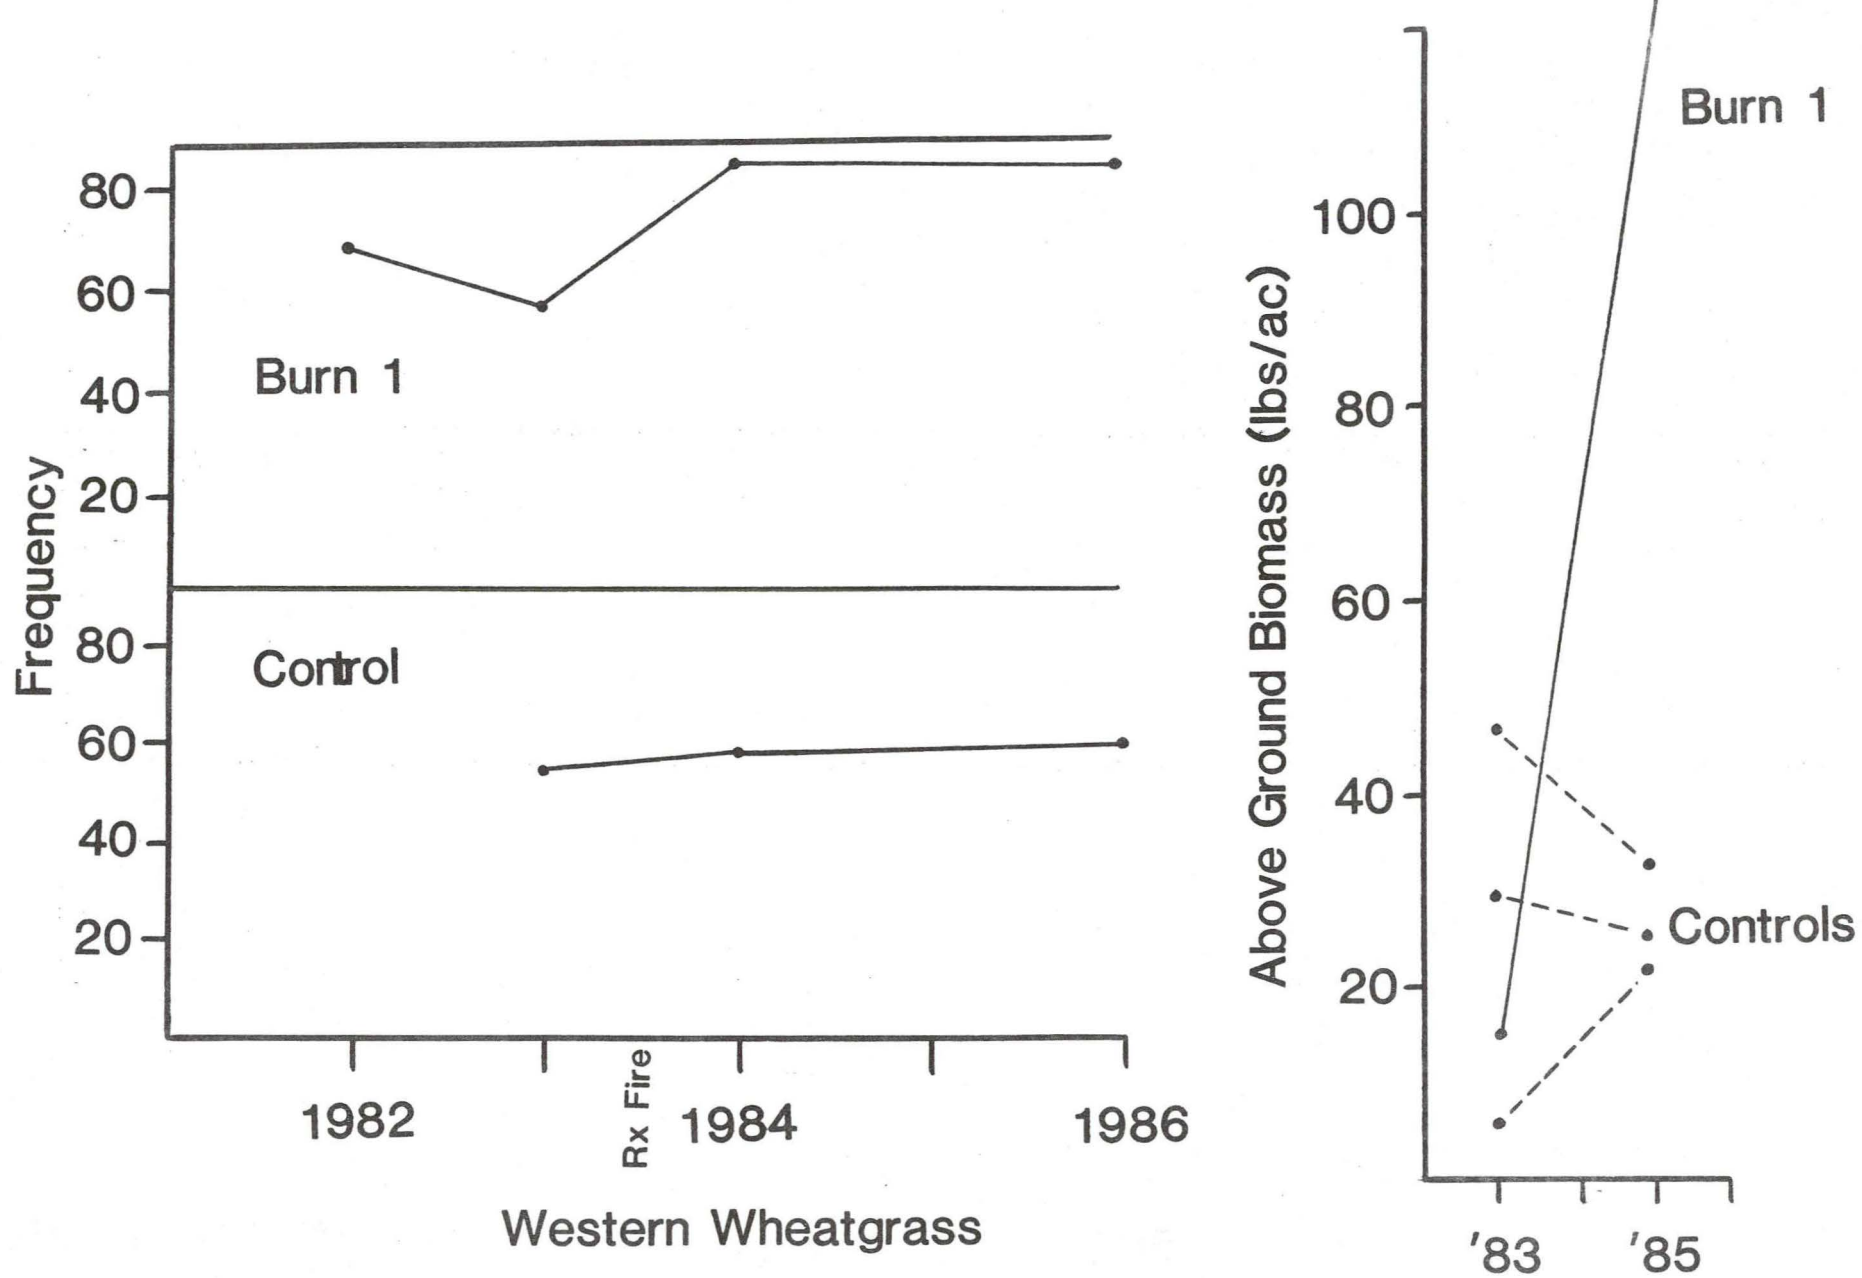 Frequency
80
60
40
20
Burn 1
80
60
40
20
Control
1982
Rx Fire
1984
1986
Western Wheatgrass
Above Ground Biomass (lbs/ac)
100
80
60
40
20
Burn 1
Controls
'83
'85